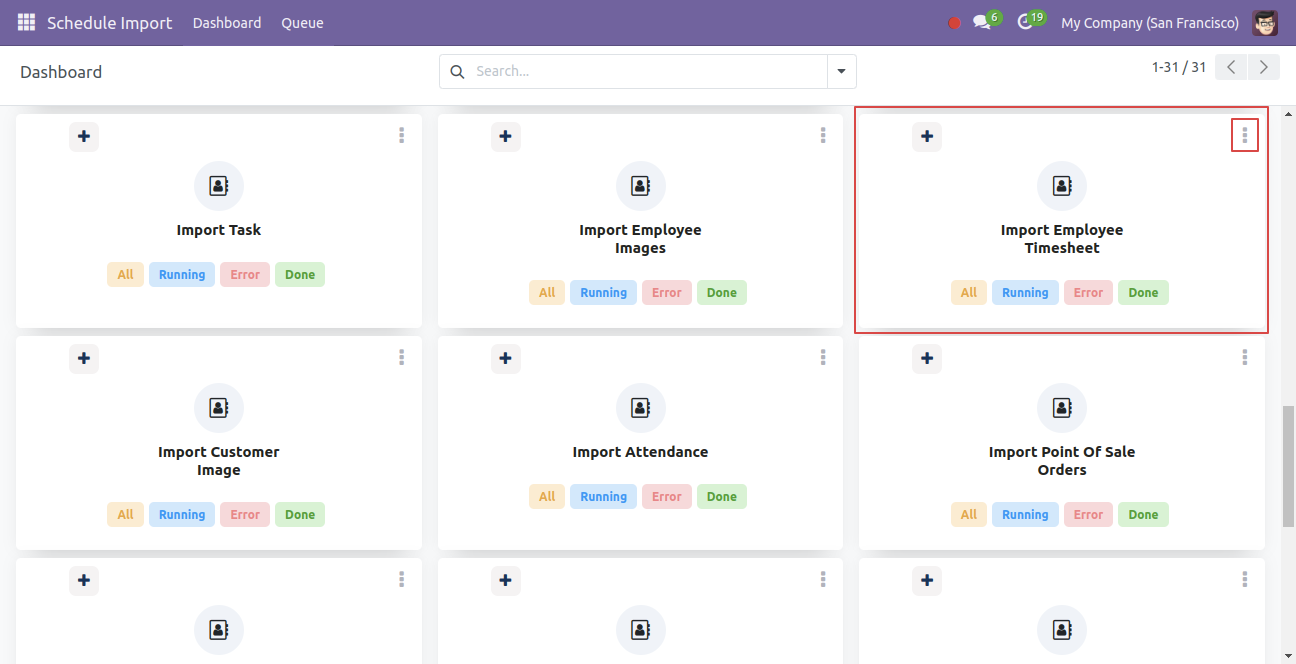 Schedule Import Dashboard Queue 6 19 My Company (San Francisco)
Dashboard Search... 1-31 / 31
Import Task
All Running Error Done
Import Employee
Images
All Running Error Done
Import Employee
Timesheet
All Running Error Done
Import Customer
Image
All Running Error Done
Import Attendance
All Running Error Done
Import Point Of Sale
Orders
All Running Error Done